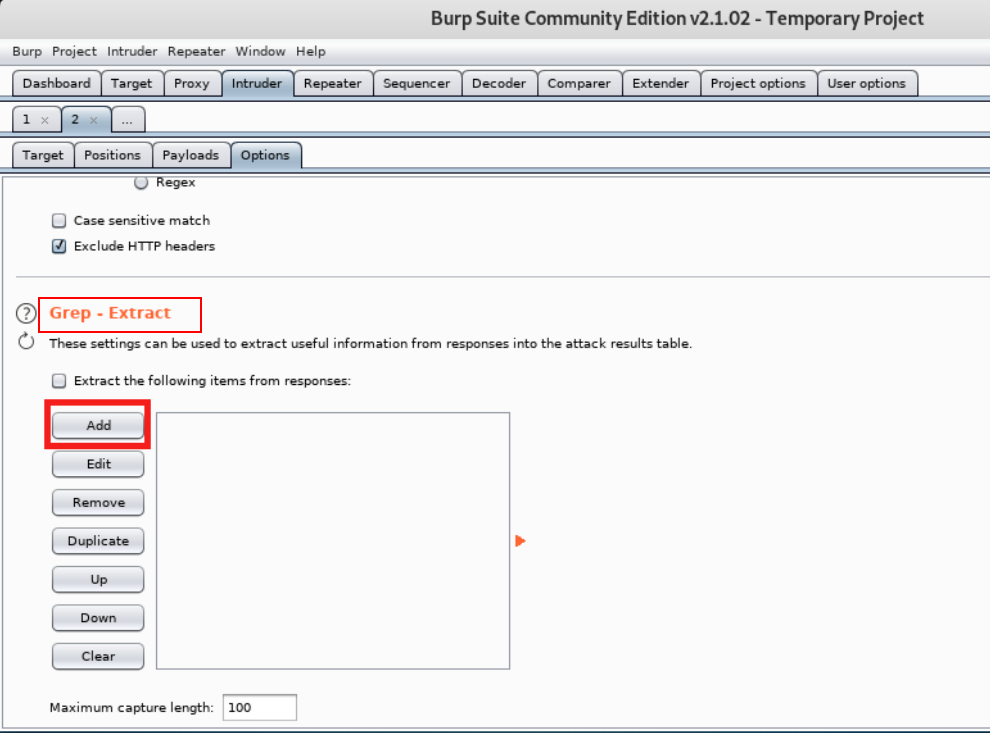 Burp Suite Community Edition v2.1.02 - Temporary Project
Burp Project Intruder Repeater Window Help
Dashboard Target Proxy Intruder Repeater Sequencer Decoder Comparer Extender Project options User options
1 × 2 × ...
Target Positions Payloads Options
Regex
Case sensitive match
Exclude HTTP headers
? Grep - Extract
These settings can be used to extract useful information from responses into the attack results table.
Extract the following items from responses:
Add
Edit
Remove
Duplicate
Up
Down
Clear
Maximum capture length: 100